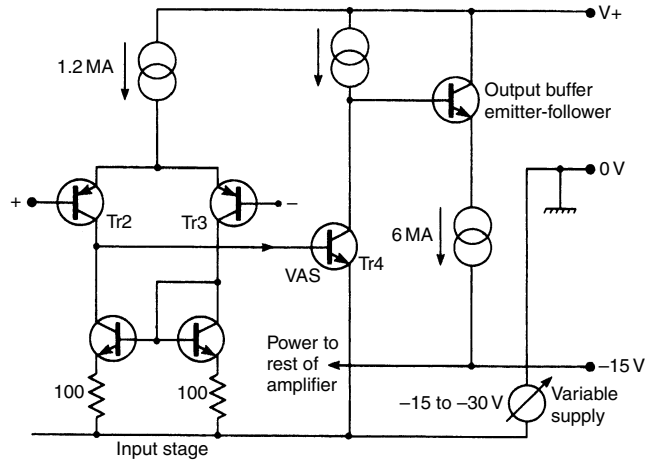 V+
1.2 MA
Output buffer
emitter-follower
0 V
+
Tr2
Tr3
−
6 MA
VAS
Tr4
Power to
rest of
amplifier
−15 V
100
100
−15 to −30 V
Variable
supply
Input stage